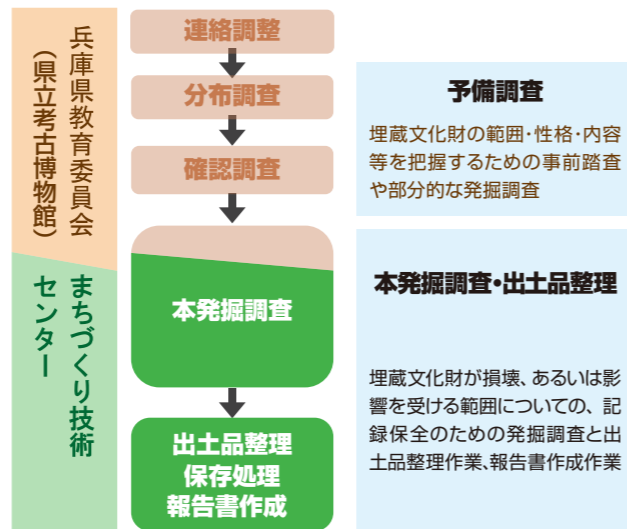 兵庫県教育委員会
（県立考古博物館）
まちづくり技術
センター
連絡調整
分布調査
確認調査
本発掘調査
出土品整理
保存処理
報告書作成
予備調査
埋蔵文化財の範囲・性格・内容
等を把握するための事前踏査
や部分的な発掘調査
本発掘調査・出土品整理
埋蔵文化財が損壊、あるいは影
響を受ける範囲についての、記
録保全のための発掘調査と出
土品整理作業、報告書作成作業